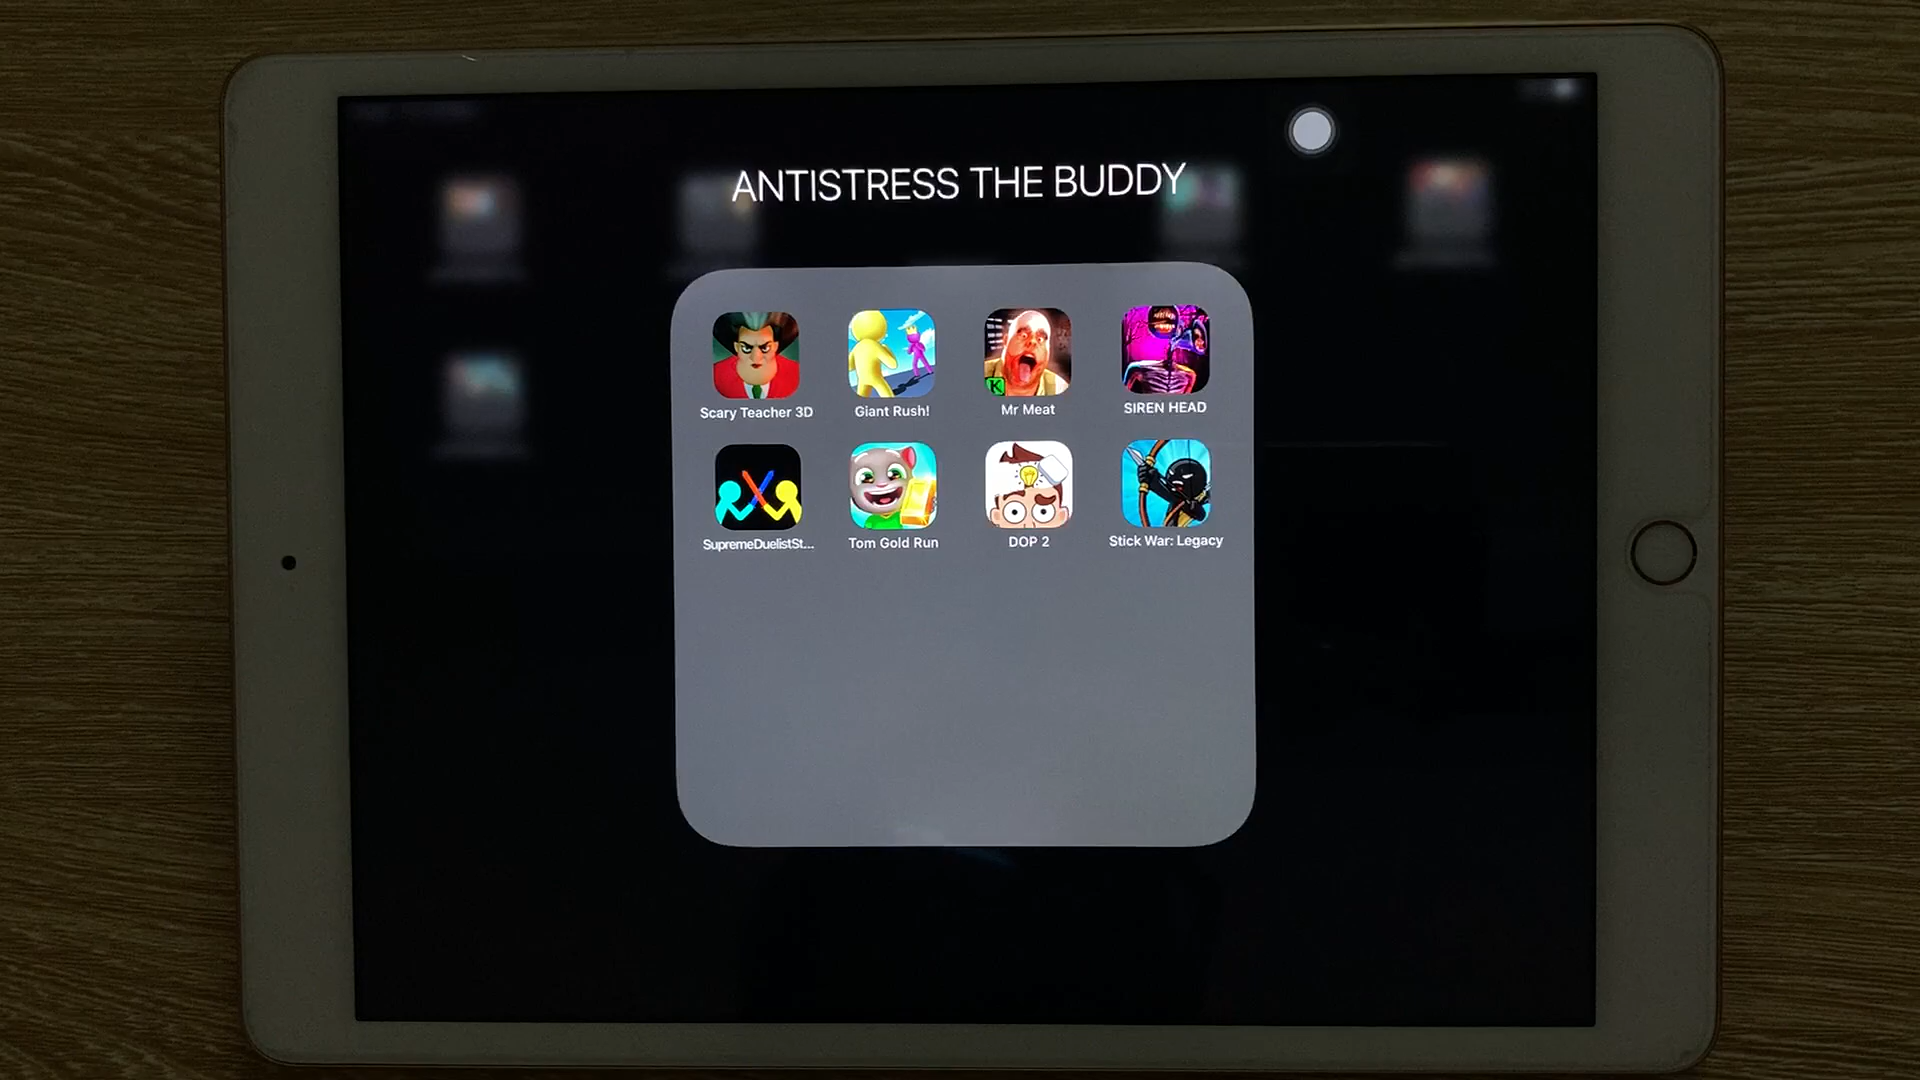 ANTISTRESS THE BUDDY
Scary Teacher 3D
Giant Rush!
Mr Meat
SIREN HEAD
SupremeDuelistSt...
Tom Gold Run
DOP 2
Stick War: Legacy